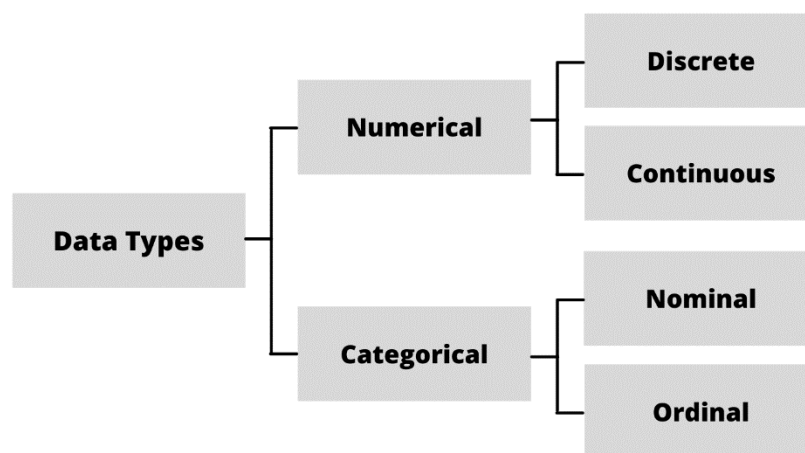 Data Types
Numerical
Discrete
Continuous
Categorical
Nominal
Ordinal